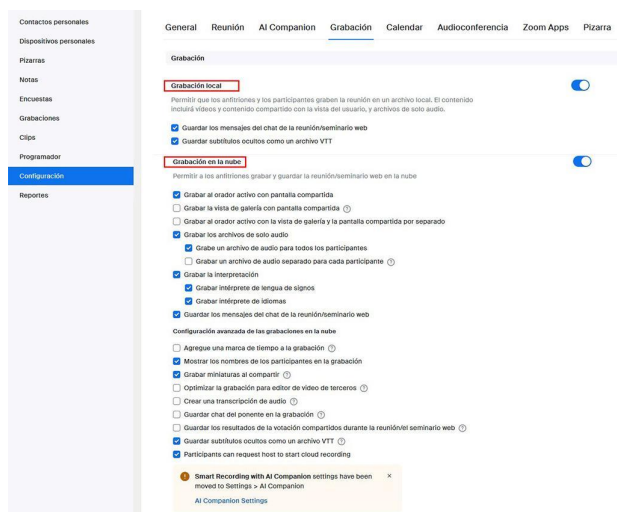 Contactos personales
Dispositivos personales
Pizarras
Notas
Encuestas
Grabaciones
Clips
Programador
Configuración
Reportes
General Reunión AI Companion Grabación Calendar Audioconferencia Zoom Apps Pizarra
Grabación
Grabación local
Permitir que los anfitriones y los participantes graben la reunión en un archivo local. El contenido
incluirá vídeos y contenido compartido con la vista del usuario, y archivos de solo audio.
Guardar los mensajes del chat de la reunión/seminario web
Guardar subtítulos ocultos como un archivo VTT
Grabación en la nube
Permitir a los anfitriones grabar y guardar la reunión/seminario web en la nube
Grabar al orador activo con pantalla compartida
Grabar la vista de galería con pantalla compartida ?
Grabar al orador activo con la vista de galería y la pantalla compartida por separado
Grabar los archivos de solo audio
Grabe un archivo de audio para todos los participantes
Grabar un archivo de audio separado para cada participante ?
Grabar la interpretación
Grabar intérprete de lengua de signos
Grabar intérprete de idiomas
Guardar los mensajes del chat de la reunión/seminario web
Configuración avanzada de las grabaciones en la nube
Agregue una marca de tiempo a la grabación ?
Mostrar los nombres de los participantes en la grabación
Grabar miniaturas al compartir ?
Optimizar la grabación para editor de video de terceros ?
Crear una transcripción de audio ?
Guardar chat del ponente en la grabación ?
Guardar los resultados de la votación compartidos durante la reunión/el seminario web ?
Guardar subtítulos ocultos como un archivo VTT ?
Participants can request host to start cloud recording
Smart Recording with AI Companion settings have been
moved to Settings > AI Companion
AI Companion Settings